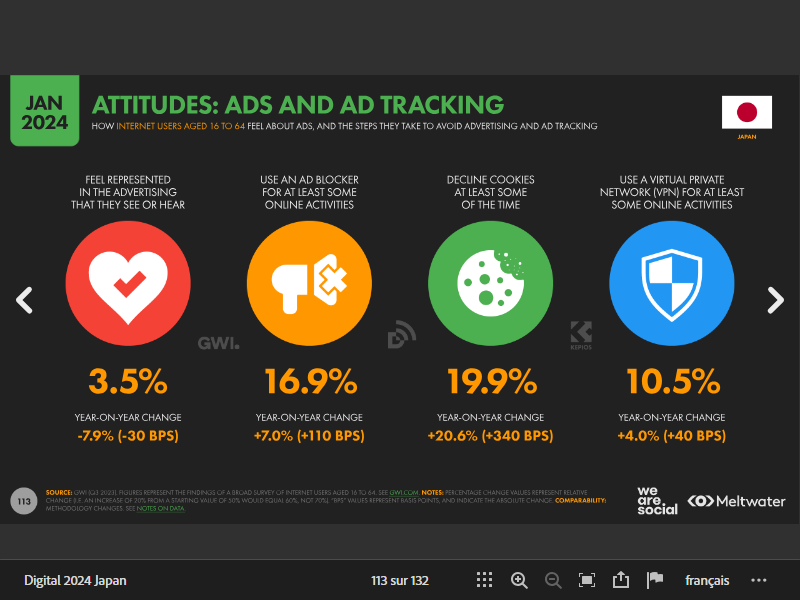 JAN
2024
ATTITUDES: ADS AND AD TRACKING
HOW INTERNET USERS AGED 16 TO 64 FEEL ABOUT ADS, AND THE STEPS THEY TAKE TO AVOID ADVERTISING AND AD TRACKING
JAPAN
FEEL REPRESENTED
IN THE ADVERTISING
THAT THEY SEE OR HEAR
USE AN AD BLOCKER
FOR AT LEAST SOME
ONLINE ACTIVITIES
DECLINE COOKIES
AT LEAST SOME
OF THE TIME
USE A VIRTUAL PRIVATE
NETWORK (VPN) FOR AT LEAST
SOME ONLINE ACTIVITIES
GWI.
KEPIOS
3.5%
16.9%
19.9%
10.5%
YEAR-ON-YEAR CHANGE
-7.9% (-30 BPS)
YEAR-ON-YEAR CHANGE
+7.0% (+110 BPS)
YEAR-ON-YEAR CHANGE
+20.6% (+340 BPS)
YEAR-ON-YEAR CHANGE
+4.0% (+40 BPS)
113
SOURCE: GWI (Q3 2023). FIGURES REPRESENT THE FINDINGS OF A BROAD SURVEY OF INTERNET USERS AGED 16 TO 64. SEE GWI.COM. NOTES: PERCENTAGE CHANGE VALUES REPRESENT RELATIVE
CHANGE (I.E. AN INCREASE OF 20% FROM A STARTING VALUE OF 50% WOULD EQUAL 60%, NOT 70%). "BPS" VALUES REPRESENT BASIS POINTS, AND INDICATE THE ABSOLUTE CHANGE. COMPARABILITY:
METHODOLOGY CHANGES. SEE NOTES ON DATA.
we
are.
social
Meltwater
Digital 2024 Japan
113 sur 132
français